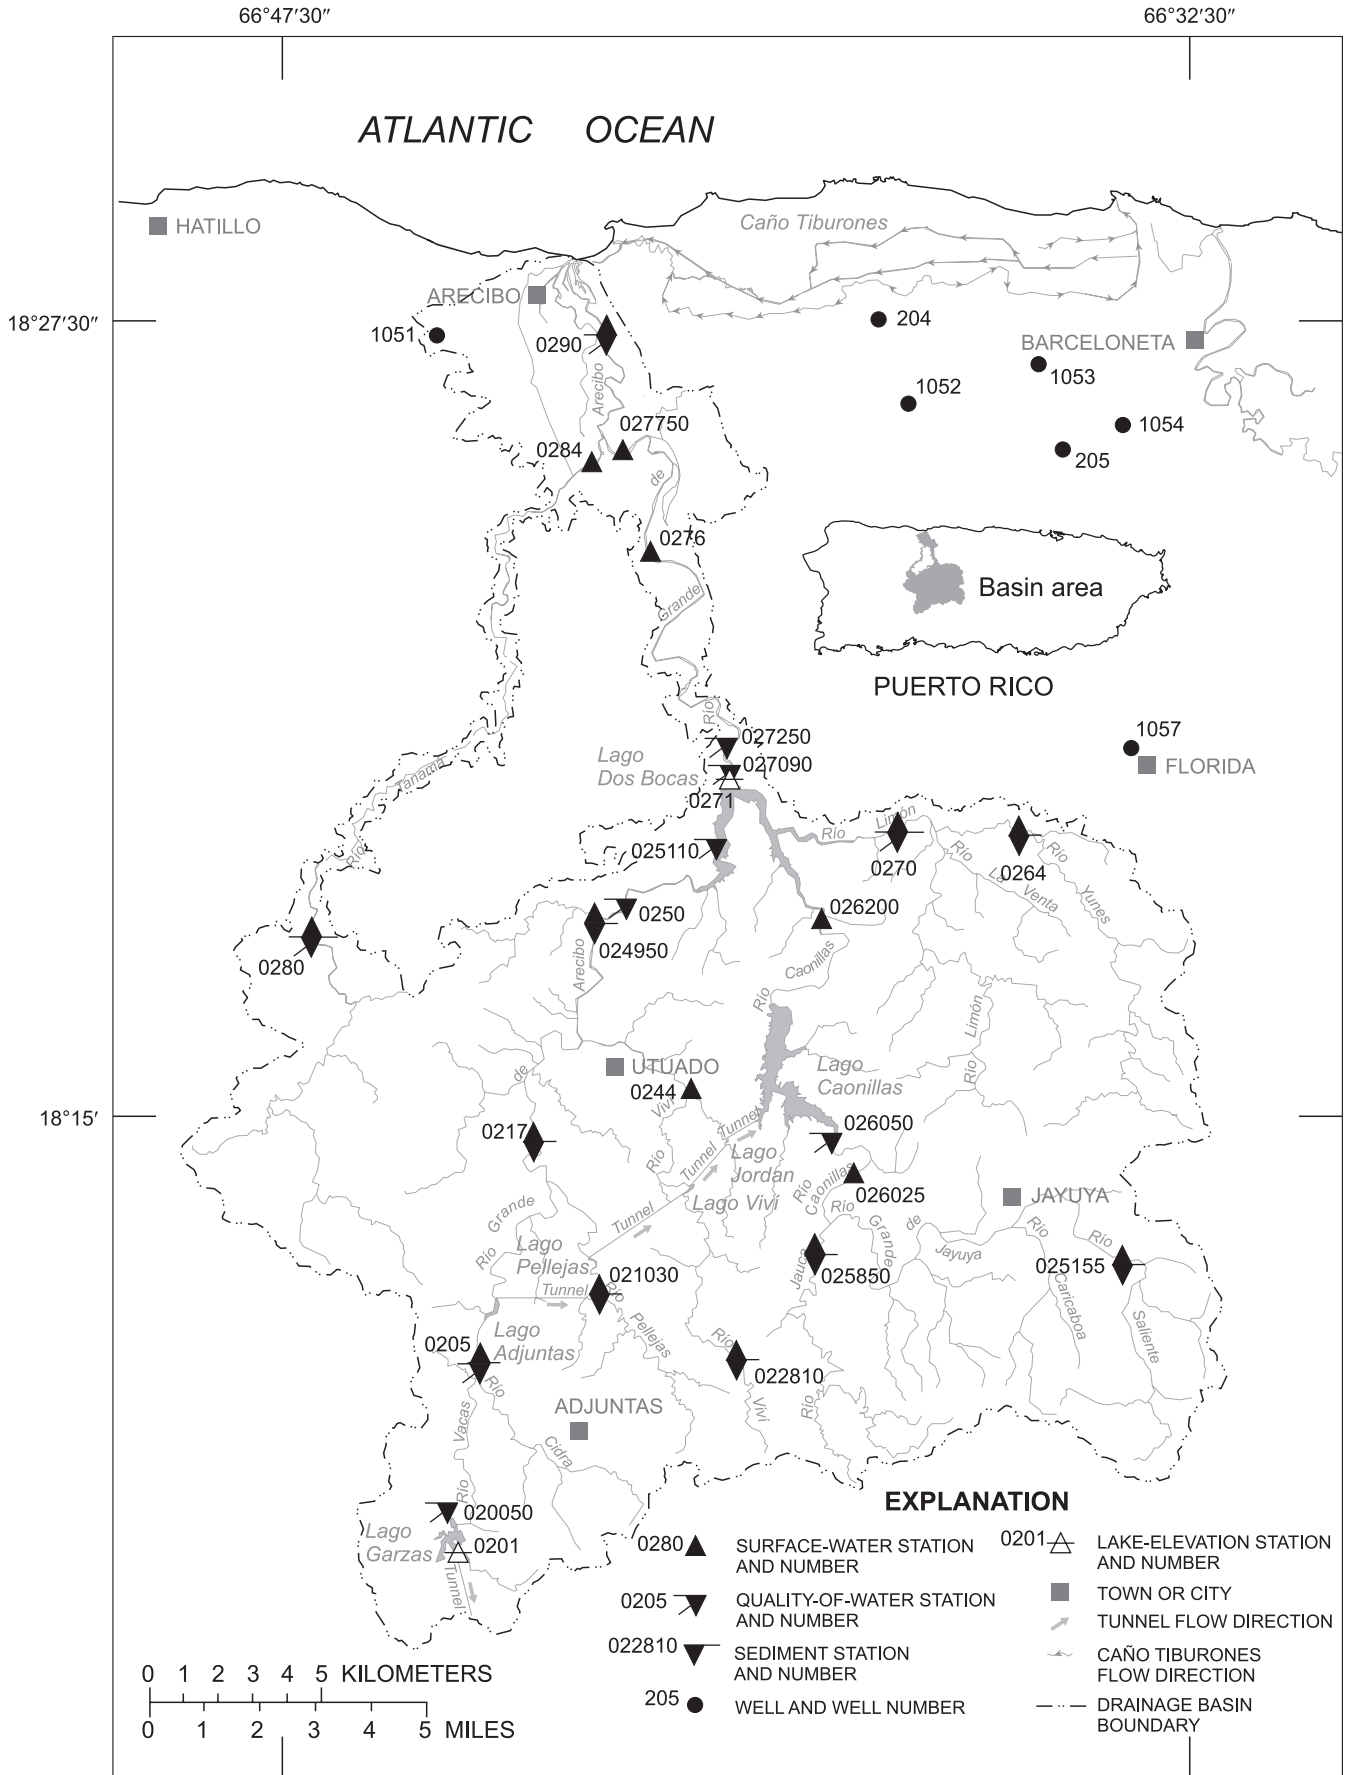 66°47'30"
66°32'30"
ATLANTIC OCEAN
HATILLO
Caño Tiburones
ARECIBO
18°27'30"
1051
0290
204
BARCELONETA
1053
1052
1054
205
Arecibo
027750
0284
de
0276
Grande
Basin area
PUERTO RICO
Río
027250
1057
Lago
Dos Bocas
027090
FLORIDA
0271
Tanamá
Río
Limón
Río
025110
0270
0264
Río
La
Venta
Río
Yunes
0250
026200
024950
0280
Arecibo
Caonillas
Río
Limón
Río
UTUADO
de
Lago
Caonillas
0244
Viví
18°15'
Tunnel
026050
0217
Río
Tunnel
Lago
Jordan
Río
Caonillas
026025
JAYUYA
Lago Viví
Grande
Tunnel
Río
Grande
de
Jayuya
Río
Río
Río
Lago
Pellejas
021030
Tunnel
Jauca
025850
025155
Caricaboa
Saliente
Río
Pellejas
Lago
Adjuntas
0205
Río
Río
022810
Viví
Río
ADJUNTAS
Vacas
Cidra
Río
020050
Lago
Garzas
0201
Tunnel
EXPLANATION
0280 SURFACE-WATER STATION
AND NUMBER
0205 QUALITY-OF-WATER STATION
AND NUMBER
022810 SEDIMENT STATION
AND NUMBER
205 WELL AND WELL NUMBER
0201 LAKE-ELEVATION STATION
AND NUMBER
TOWN OR CITY
TUNNEL FLOW DIRECTION
CAÑO TIBURONES
FLOW DIRECTION
DRAINAGE BASIN
BOUNDARY
0 1 2 3 4 5 KILOMETERS
0 1 2 3 4 5 MILES